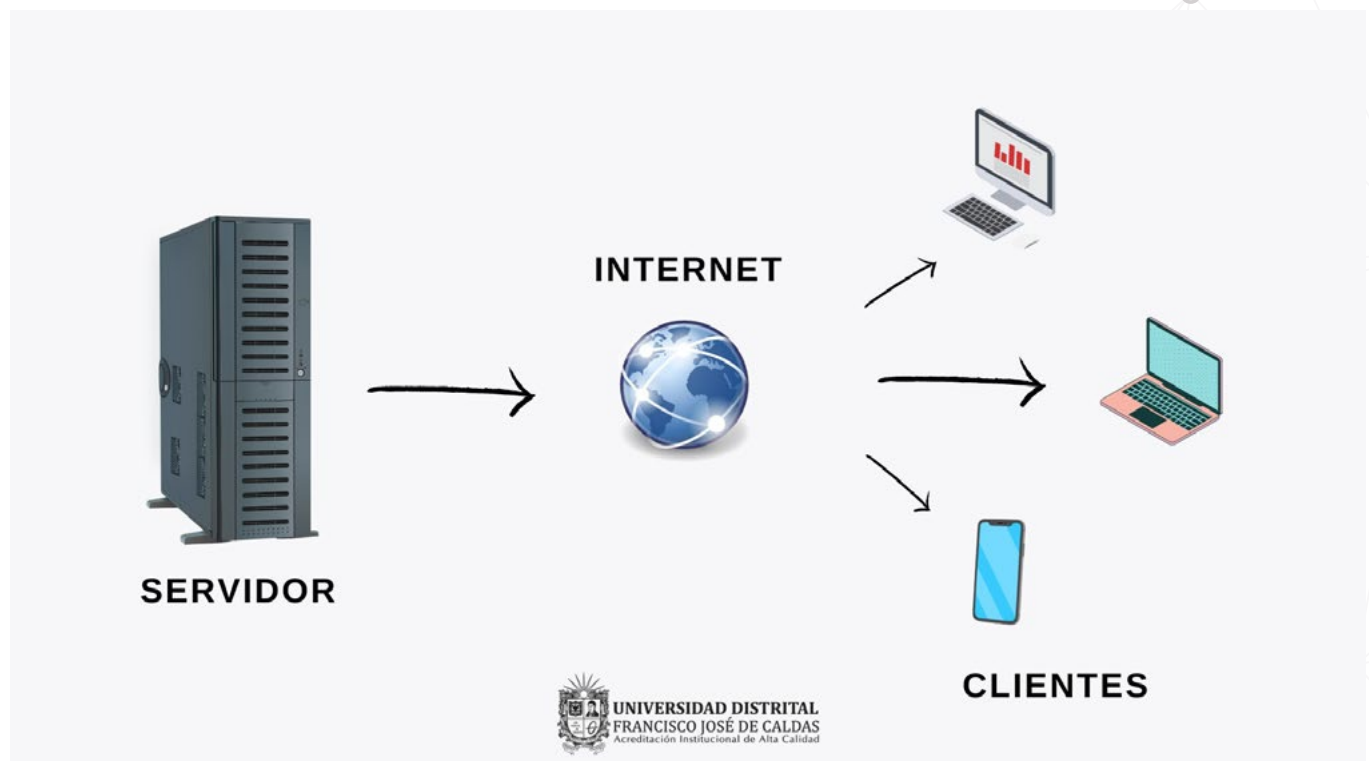 INTERNET
SERVIDOR
CLIENTES
UNIVERSIDAD DISTRITAL
FRANCISCO JOSÉ DE CALDAS
Acreditación Institucional de Alta Calidad